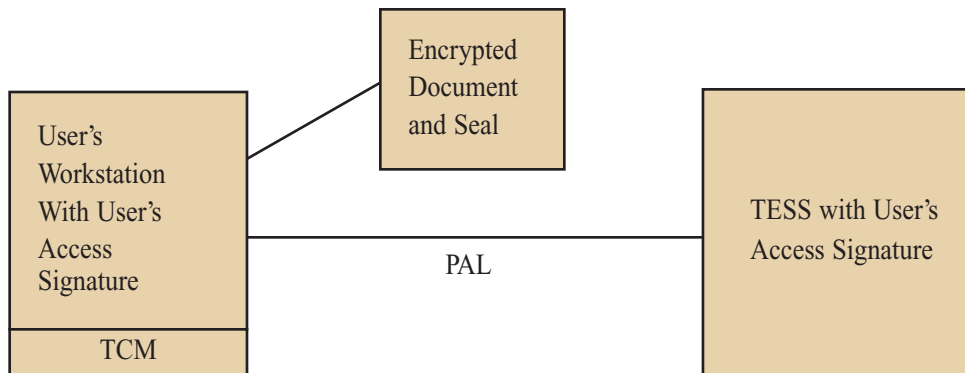 Encrypted
Document
and Seal
User’s
Workstation
With User’s
Access
Signature
TCM
PAL
TESS with User’s
Access Signature